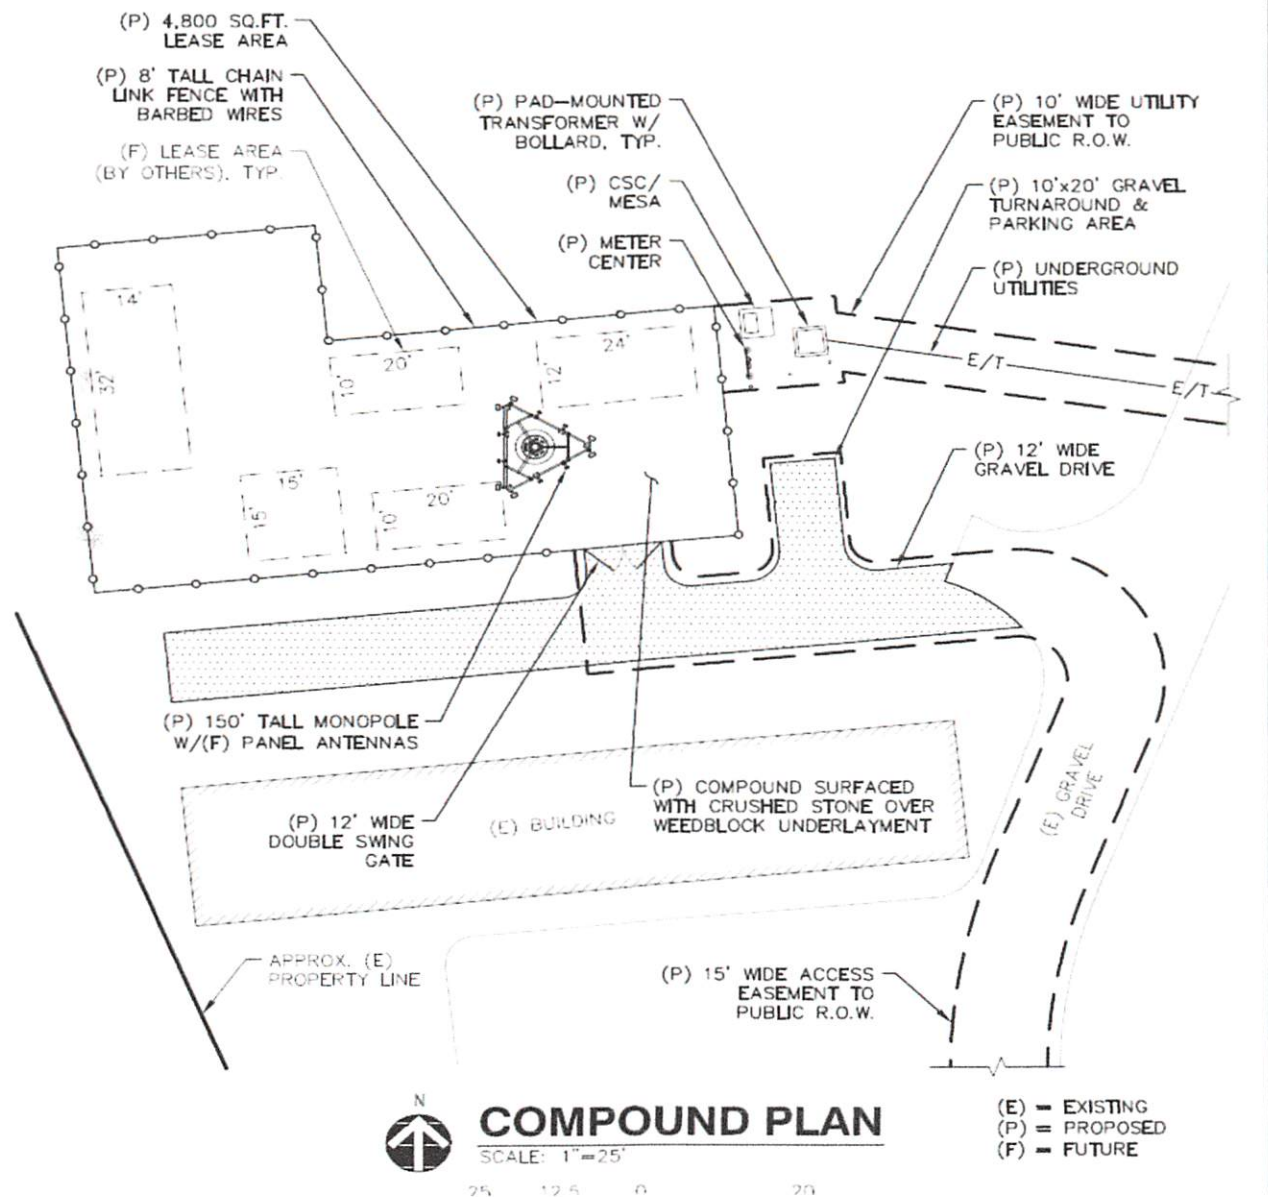 (P) 4,800 SQ.FT.
LEASE AREA
(P) 8' TALL CHAIN
LINK FENCE WITH
BARBED WIRES
(F) LEASE AREA
(BY OTHERS), TYP.
(P) PAD-MOUNTED
TRANSFORMER W/
BOLLARD, TYP.
(P) CSC/
MESA
(P) METER
CENTER
(P) 10' WIDE UTILITY
EASEMENT TO
PUBLIC R.O.W.
(P) 10'x20' GRAVEL
TURNAROUND &
PARKING AREA
(P) UNDERGROUND
UTILITIES
14'
32'
20'
10'
24'
12'
E/T
E/T
(P) 12' WIDE
GRAVEL DRIVE
15'
15'
20'
10'
(P) 150' TALL MONOPOLE
W/(F) PANEL ANTENNAS
(P) 12' WIDE
DOUBLE SWING
GATE
(E) BUILDING
(P) COMPOUND SURFACED
WITH CRUSHED STONE OVER
WEEDBLOCK UNDERLAYMENT
(E) GRAVEL
DRIVE
APPROX. (E)
PROPERTY LINE
(P) 15' WIDE ACCESS
EASEMENT TO
PUBLIC R.O.W.
N
COMPOUND PLAN
SCALE: 1"=25'
25 12.5 0 20
(E) = EXISTING
(P) = PROPOSED
(F) = FUTURE